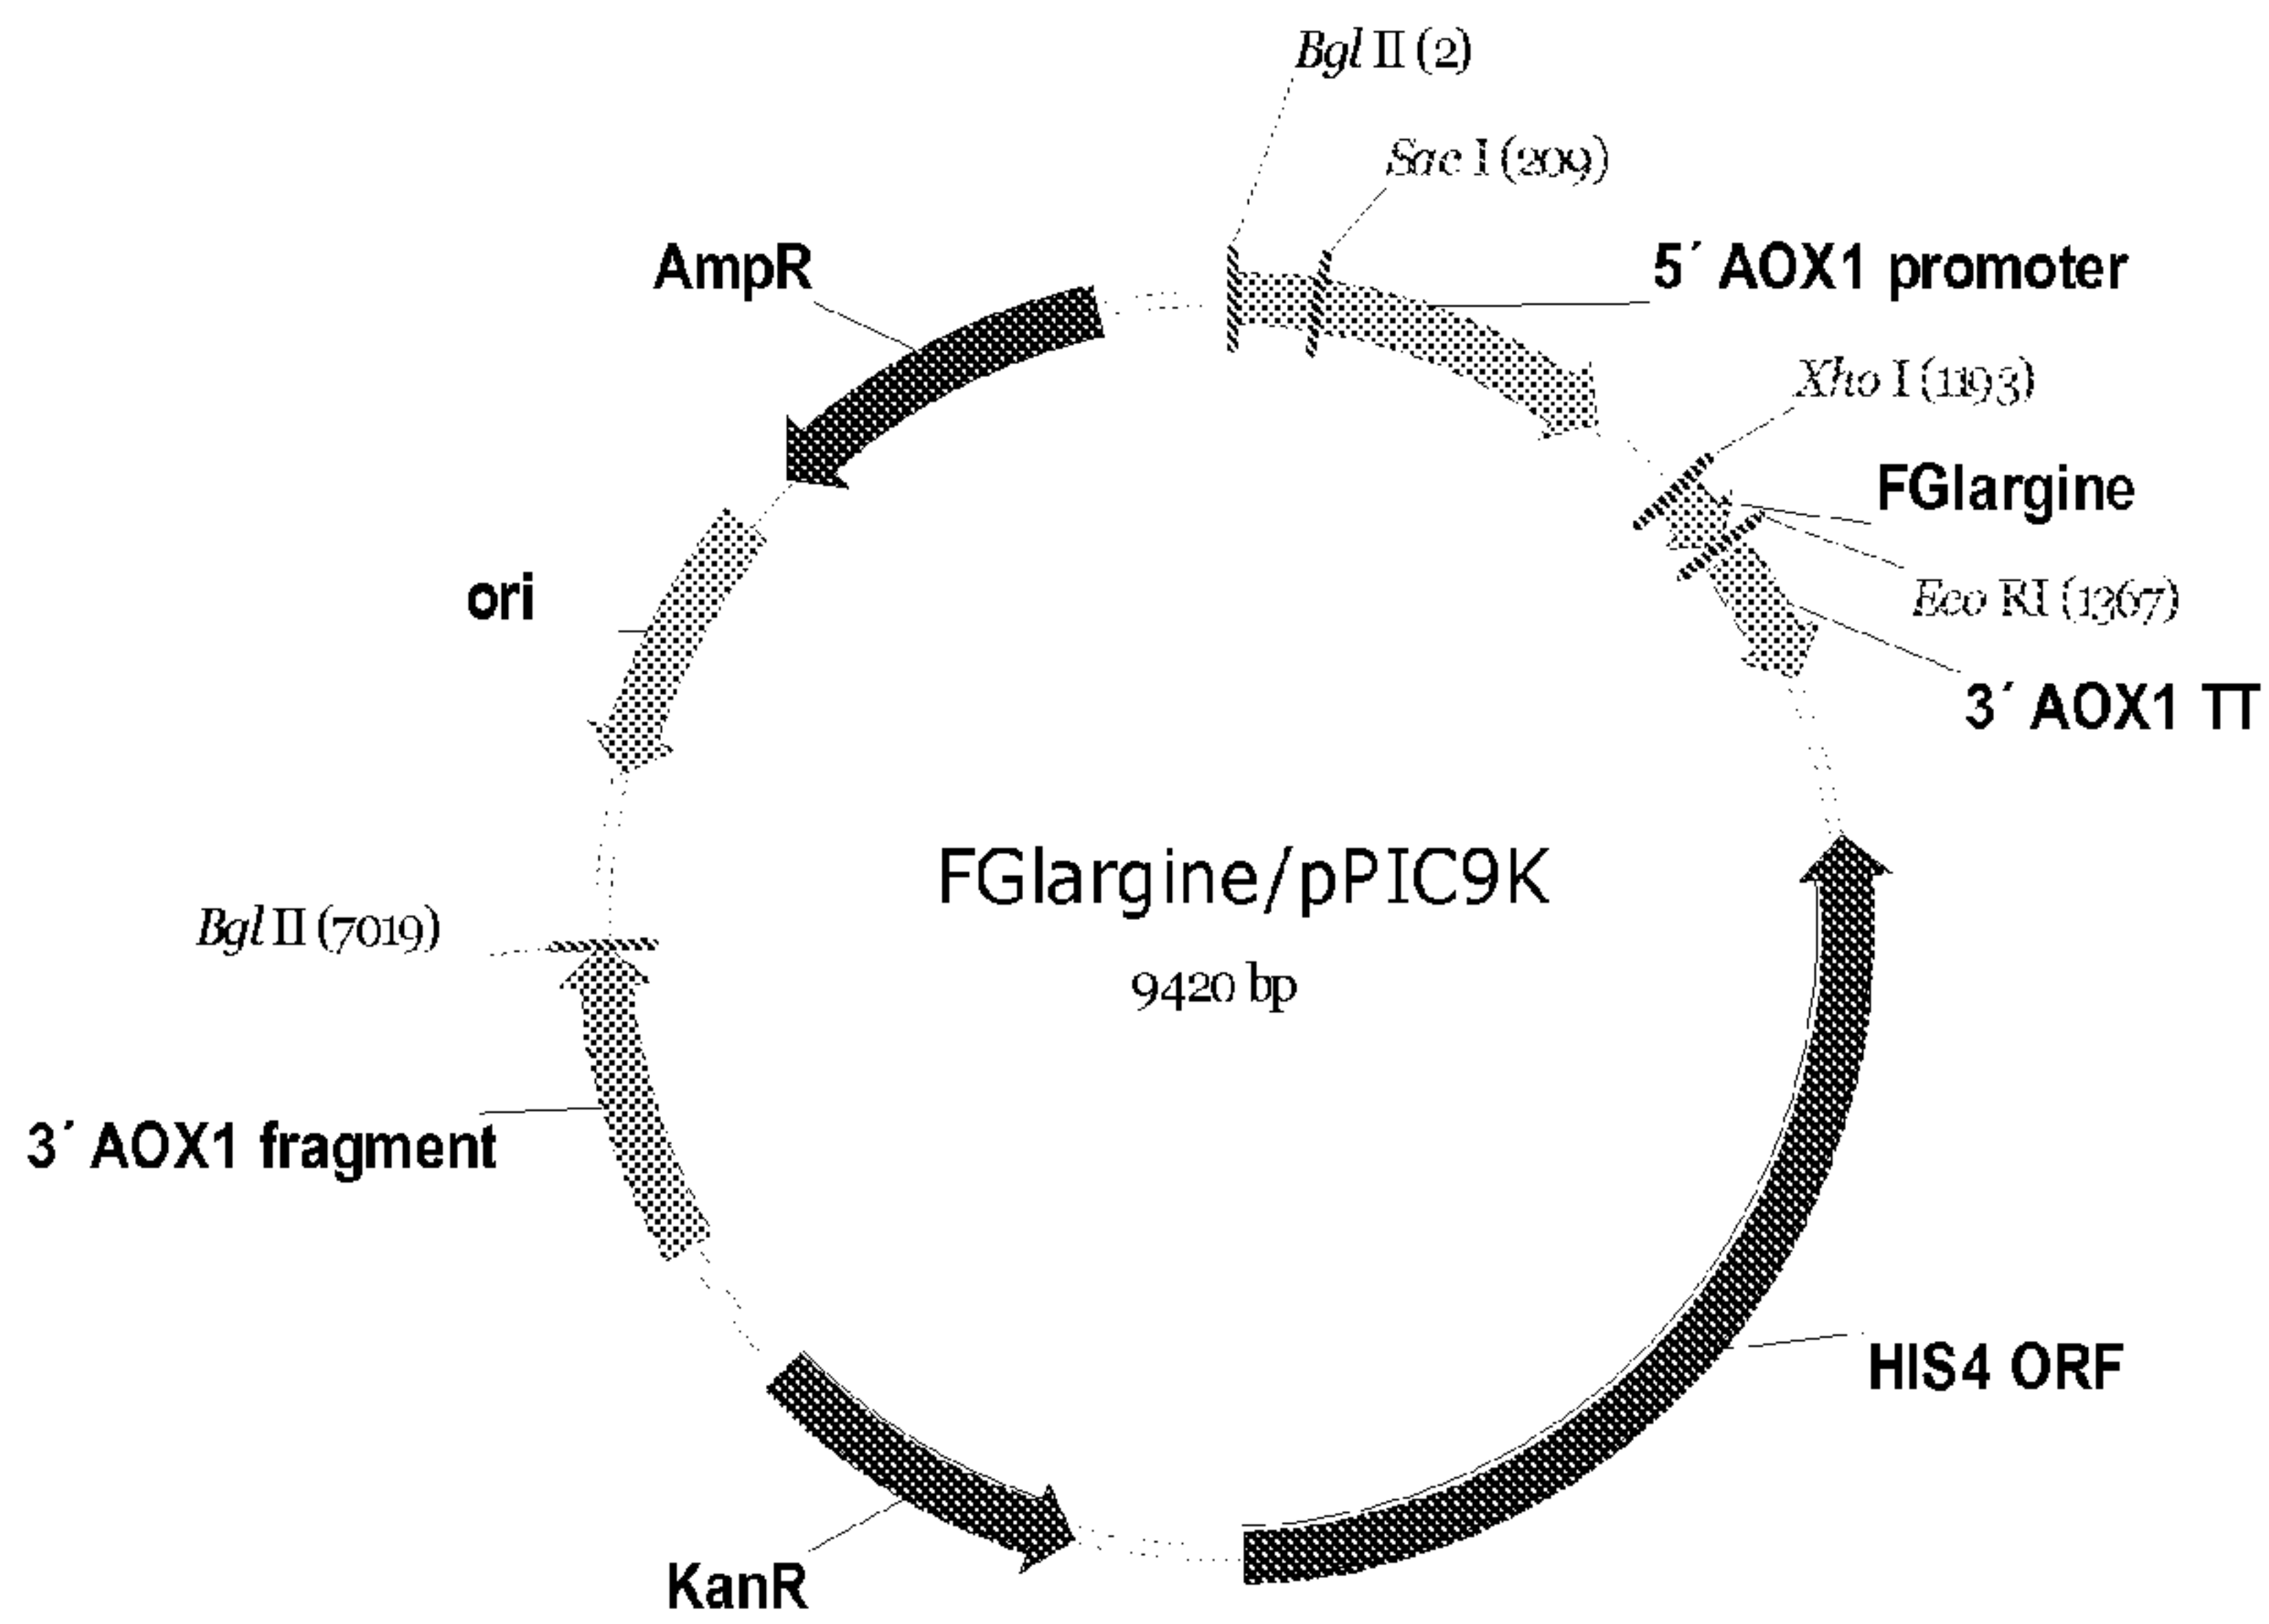 Bgl II (2)
Sac I (209)
AmpR
5´ AOX1 promoter
Xho I (1193)
FGlargine
ori
Eco RI (1367)
3´ AOX1 TT
FGlargine/pPIC9K
Bgl II (7019)
9420 bp
3´ AOX1 fragment
HIS4 ORF
KanR